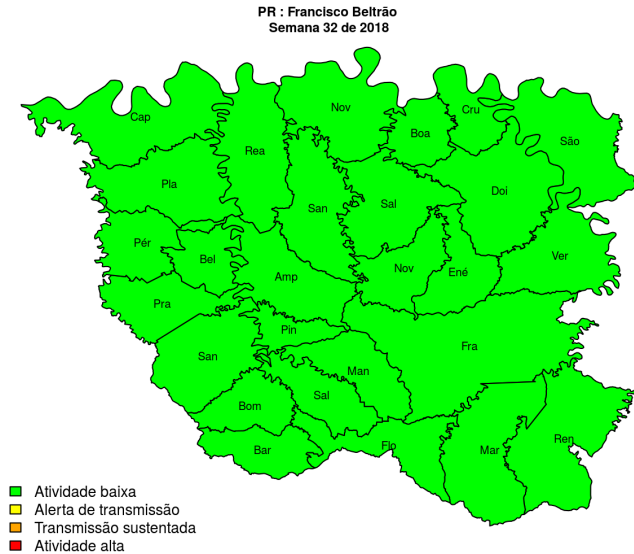 PR : Francisco Beltrão
Semana 32 de 2018
Cap
Nov
Cru
Boa
São
Rea
Pla
Doi
San
Sal
Pér
Bel
Ver
Nov
Ené
Amp
Pra
Pin
Fra
San
Man
Sal
Bom
Ren
Flo
Bar
Mar
Atividade baixa
Alerta de transmissão
Transmissão sustentada
Atividade alta